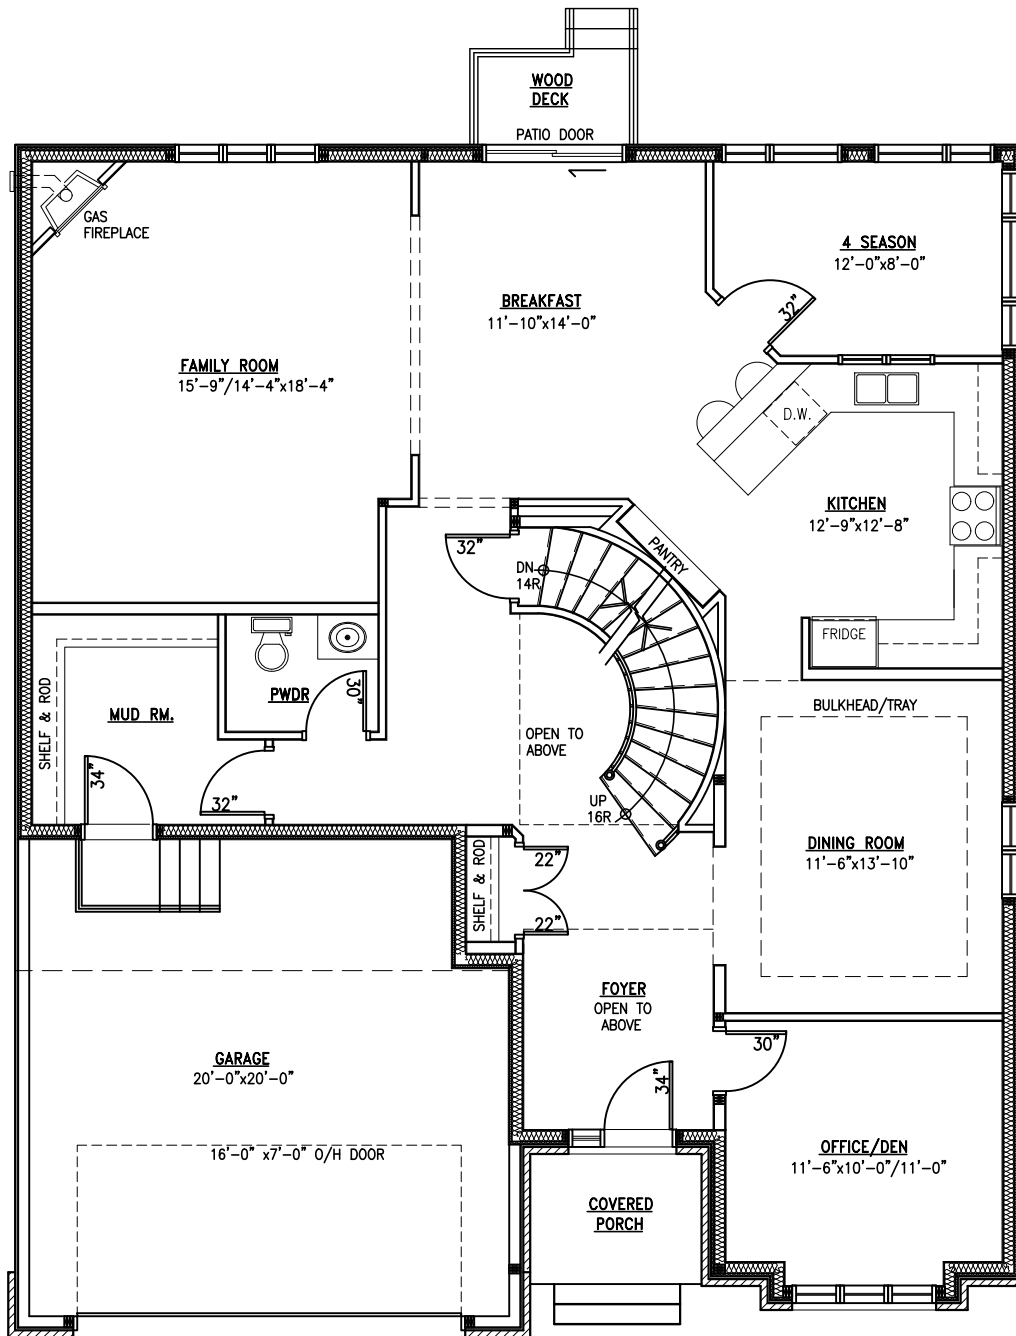 WOOD
DECK
PATIO DOOR
GAS
FIREPLACE
4 SEASON
12'-0"x8'-0"
BREAKFAST
11'-10"x14'-0"
32"
FAMILY ROOM
15'-9"/14'-4"x18'-4"
D.W.
KITCHEN
12'-9"x12'-8"
32"
PANTRY
DN
14R
FRIDGE
PWDR
30"
MUD RM.
SHELF & ROD
BULKHEAD/TRAY
OPEN TO
ABOVE
34"
32"
UP
16R
DINING ROOM
11'-6"x13'-10"
22"
SHELF & ROD
22"
FOYER
OPEN TO
ABOVE
30"
GARAGE
20'-0"x20'-0"
34"
16'-0" x7'-0" O/H DOOR
OFFICE/DEN
11'-6"x10'-0"/11'-0"
COVERED
PORCH